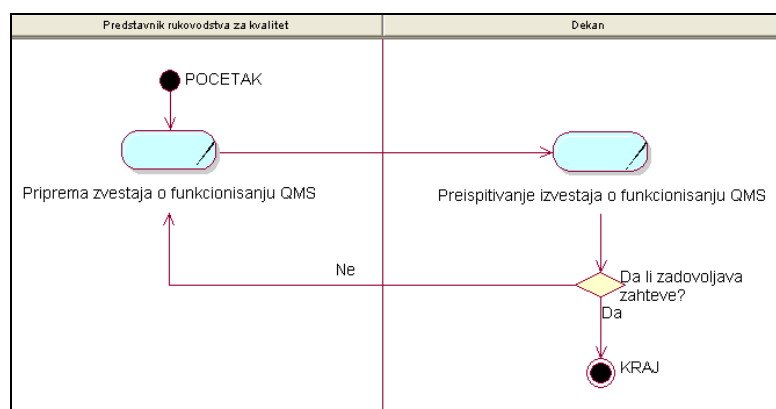 Predstavnik rukovodstva za kvalitet
Dekan
POCETAK
Priprema zvestaja o funkcionisanju QMS
Preispitivanje izvestaja o funkcionisanju QMS
Ne
Da li zadovoljava
zahteve?
Da
KRAJ